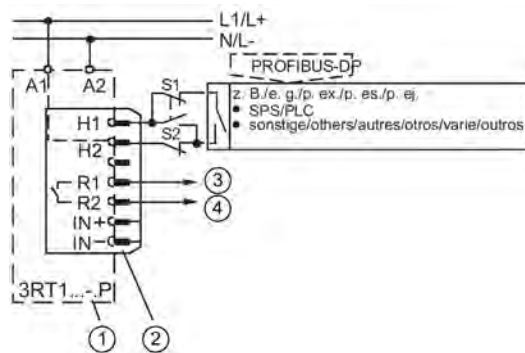 L1/L+
N/L-
PROFIBUS-DP
A1 A2
S1
z. B./e. g./p. ex./p. es./p. ej.
• SPS/PLC
• sonstige/others/autres/otros/varie/outros
H1
S2
H2
R1
③
R2
④
IN+
IN−
3RT1...-.P
① ②